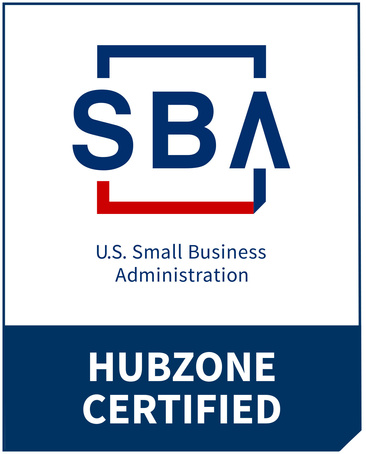 SBA
U.S. Small Business
Administration
HUBZONE
CERTIFIED